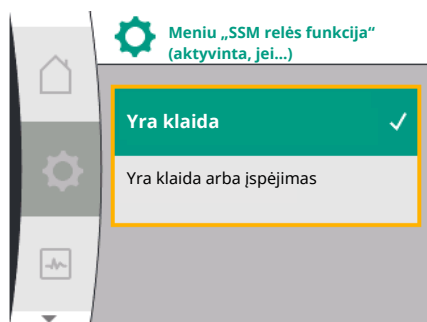 Meniu „SSM relės funkcija“
(aktyvinta, jei...)
Yra klaida
Yra klaida arba įspėjimas